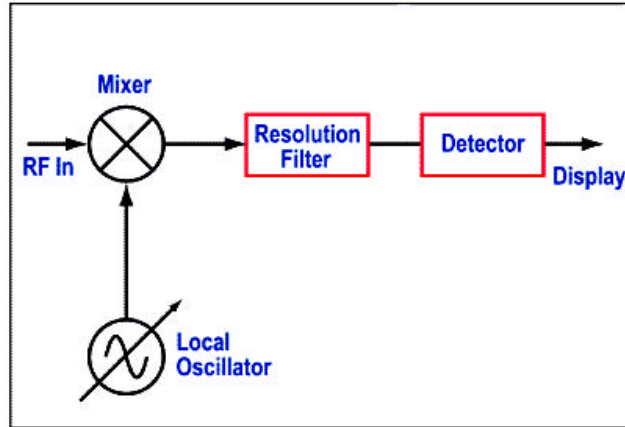 Mixer
RF In
Resolution
Filter
Detector
Display
Local
Oscillator